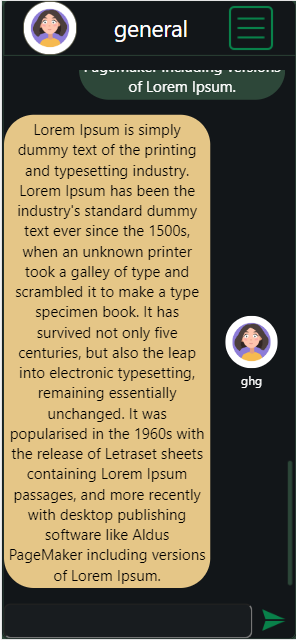 general
Pagemaker including versions
of Lorem Ipsum.
Lorem Ipsum is simply
dummy text of the printing
and typesetting industry.
Lorem Ipsum has been the
industry's standard dummy
text ever since the 1500s,
when an unknown printer
took a galley of type and
scrambled it to make a type
specimen book. It has
survived not only five
centuries, but also the leap
into electronic typesetting,
remaining essentially
unchanged. It was
popularised in the 1960s with
the release of Letraset sheets
containing Lorem Ipsum
passages, and more recently
with desktop publishing
software like Aldus
PageMaker including versions
of Lorem Ipsum.
ghg